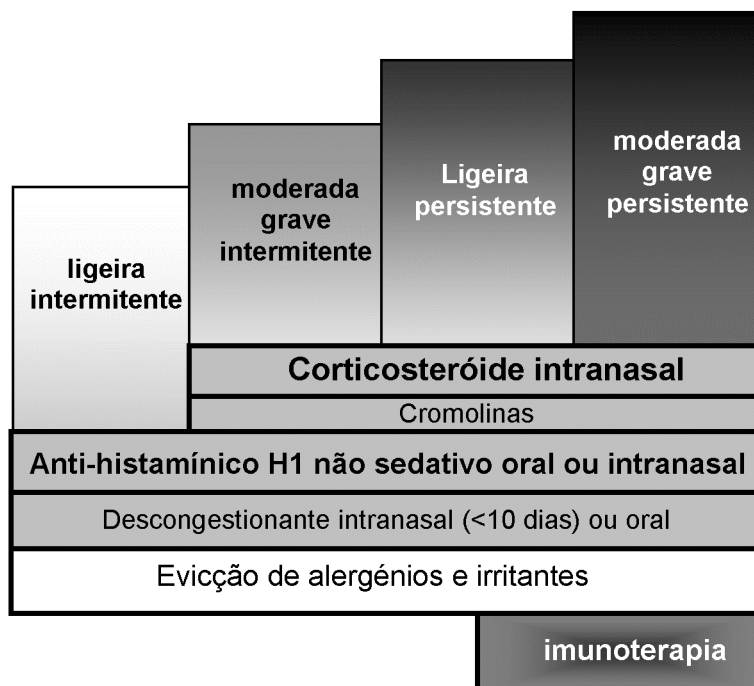 ligeira
intermitente
moderada
grave
intermitente
Ligeira
persistente
moderada
grave
persistente
Corticosteróide intranasal
Cromolinas
Anti-histamínico H1 não sedativo oral ou intranasal
Descongestionante intranasal (<10 dias) ou oral
Evicção de alergénios e irritantes
imunoterapia